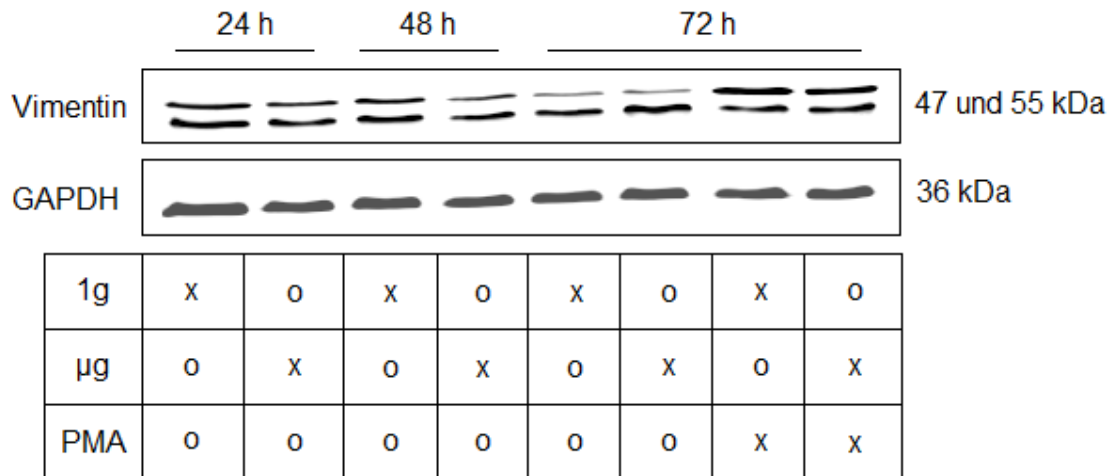 24 h 48 h 72 h
Vimentin 47 und 55 kDa
GAPDH 36 kDa
1g x o x o x o x o
µg o x o x o x o x
PMA o o o o o o x x